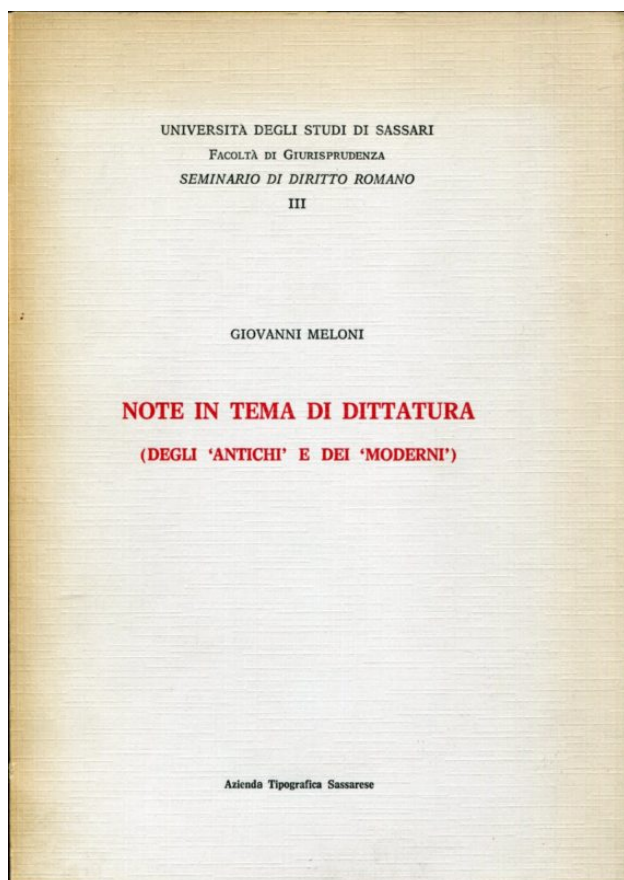 UNIVERSITÀ DEGLI STUDI DI SASSARI
FACOLTÀ DI GIURISPRUDENZA
SEMINARIO DI DIRITTO ROMANO
III
GIOVANNI MELONI
NOTE IN TEMA DI DITTATURA
(DEGLI ‘ANTICHI’ E DEI ‘MODERNI’)
Azienda Tipografica Sassarese